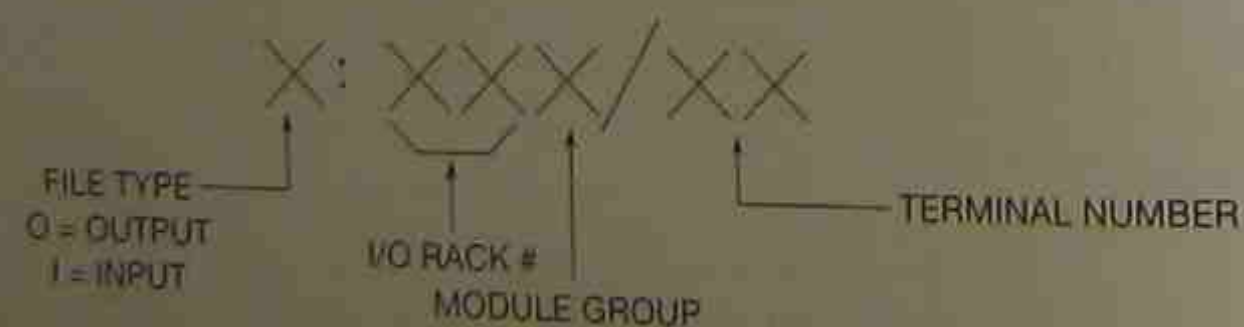 X: XXX/XX
FILE TYPE
O = OUTPUT
I = INPUT
I/O RACK #
MODULE GROUP
TERMINAL NUMBER